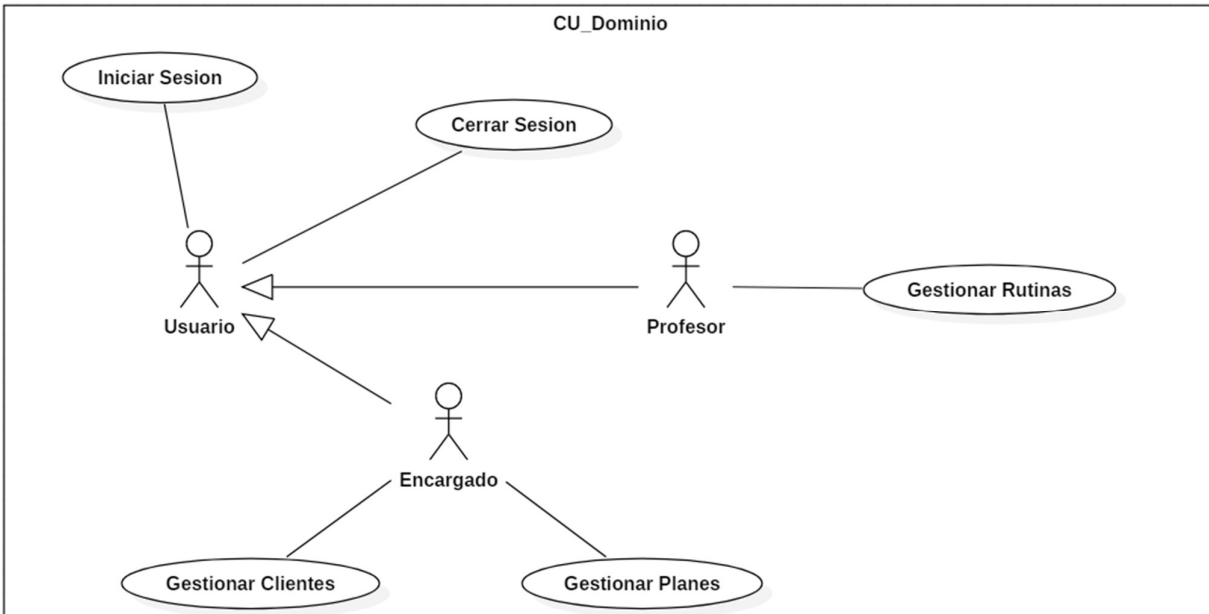 CU_Dominio
Iniciar Sesion
Cerrar Sesion
Usuario
Profesor
Gestionar Rutinas
Encargado
Gestionar Clientes
Gestionar Planes